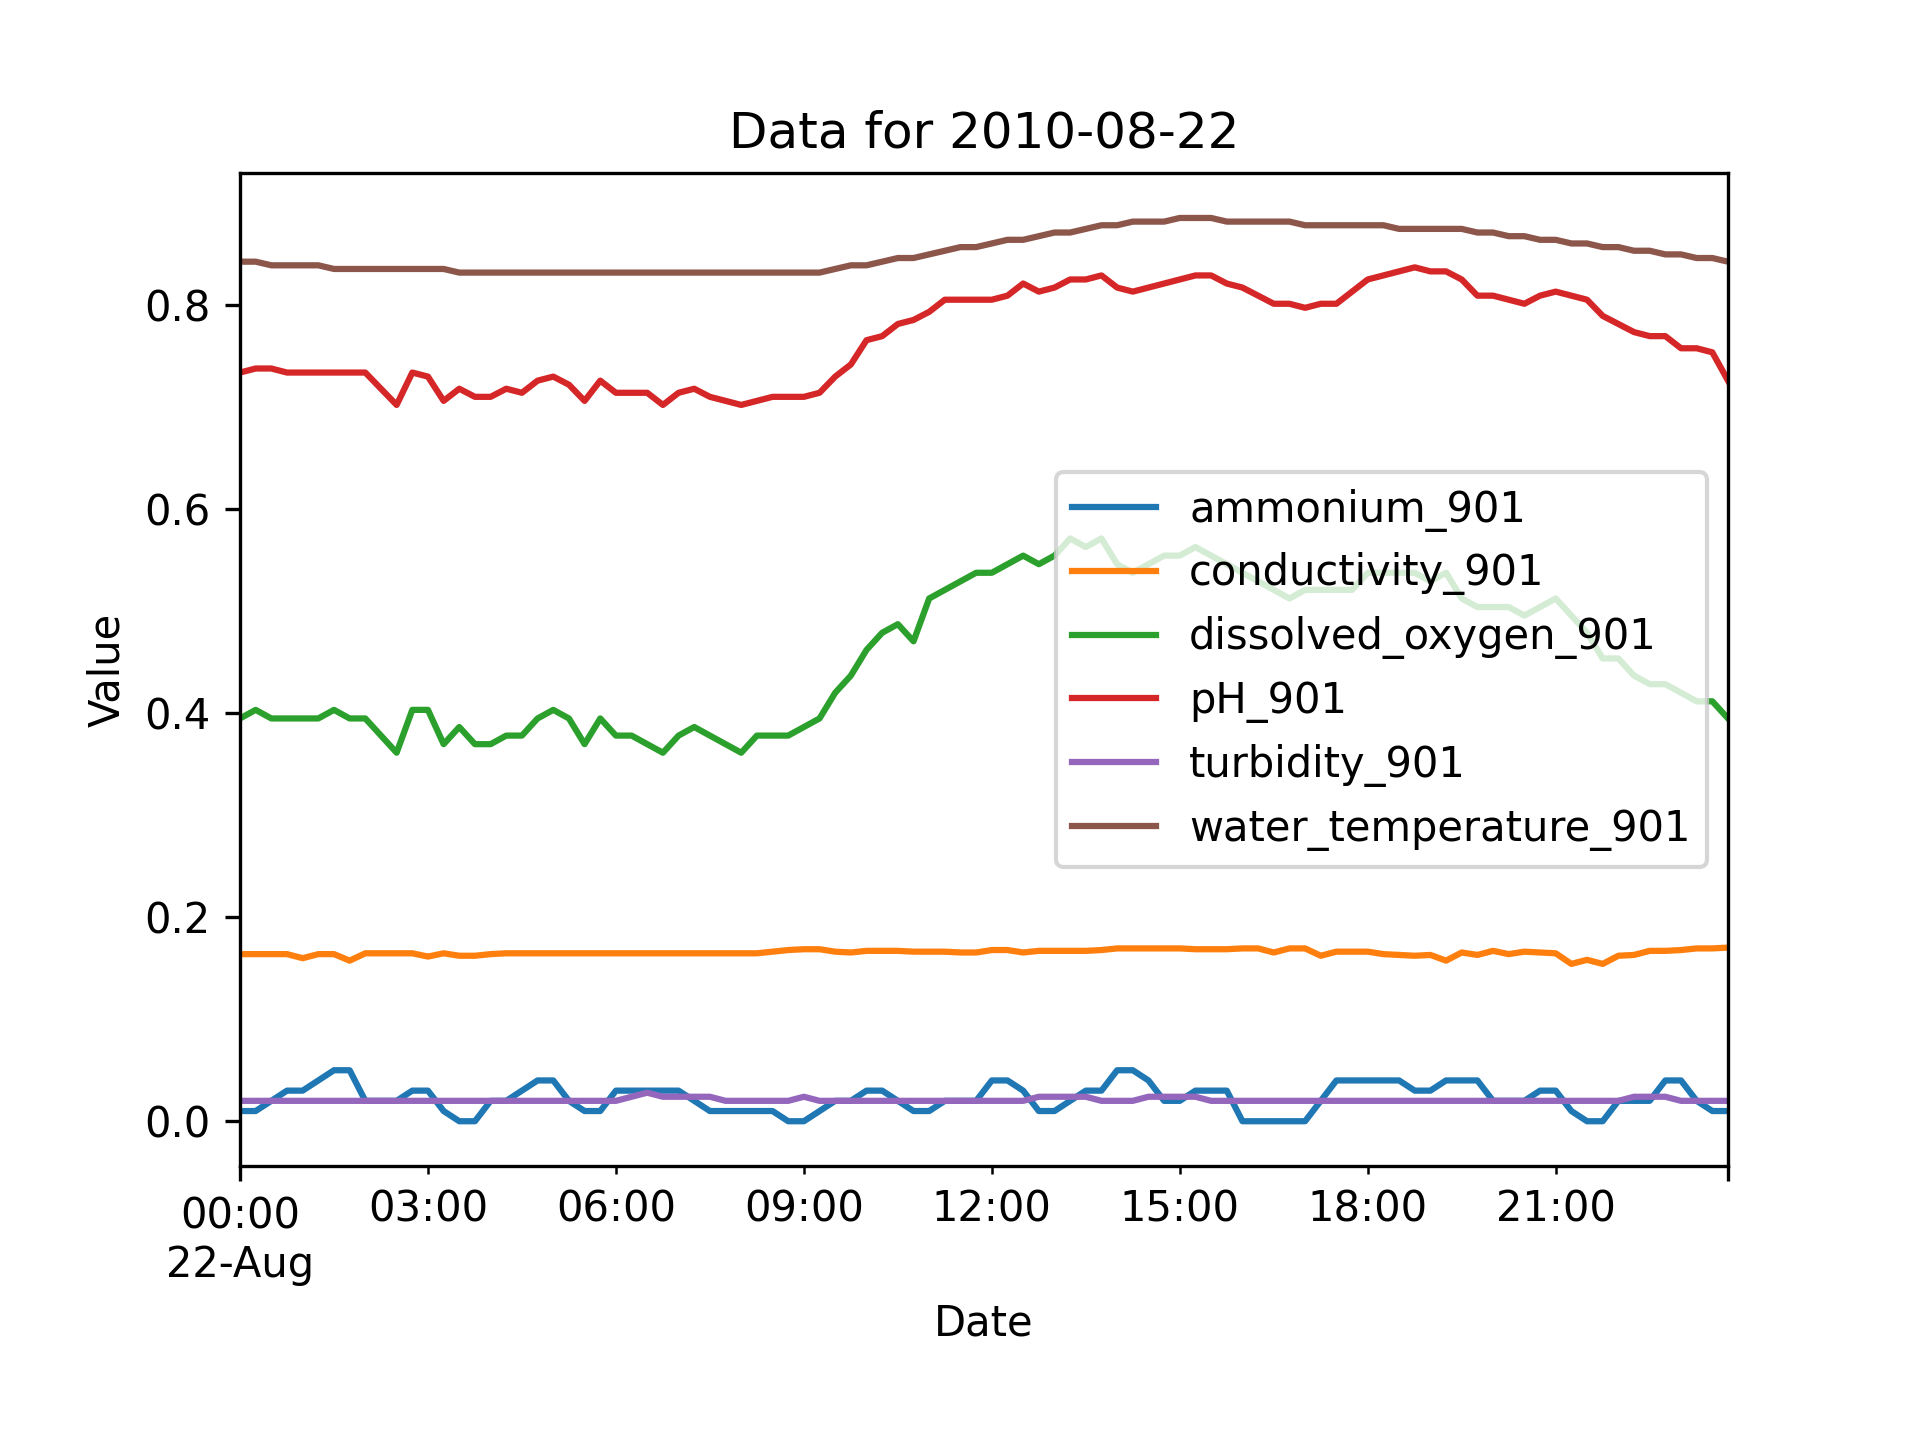 Data for 2010-08-22
Value
0.8
0.6
0.4
0.2
0.0
ammonium_901
conductivity_901
dissolved_oxygen_901
pH_901
turbidity_901
water_temperature_901
00:00 03:00 06:00 09:00 12:00 15:00 18:00 21:00
22-Aug
Date